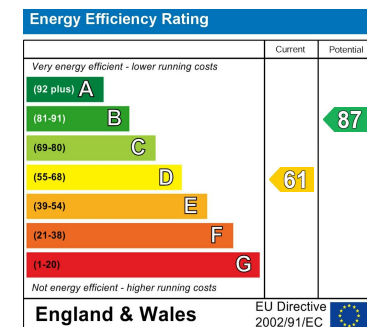 Energy Efficiency Rating
Current Potential
Very energy efficient - lower running costs
(92 plus) A
(81-91) B
87
(69-80) C
(55-68) D
61
(39-54) E
(21-38) F
(1-20) G
Not energy efficient - higher running costs
England & Wales
EU Directive
2002/91/EC